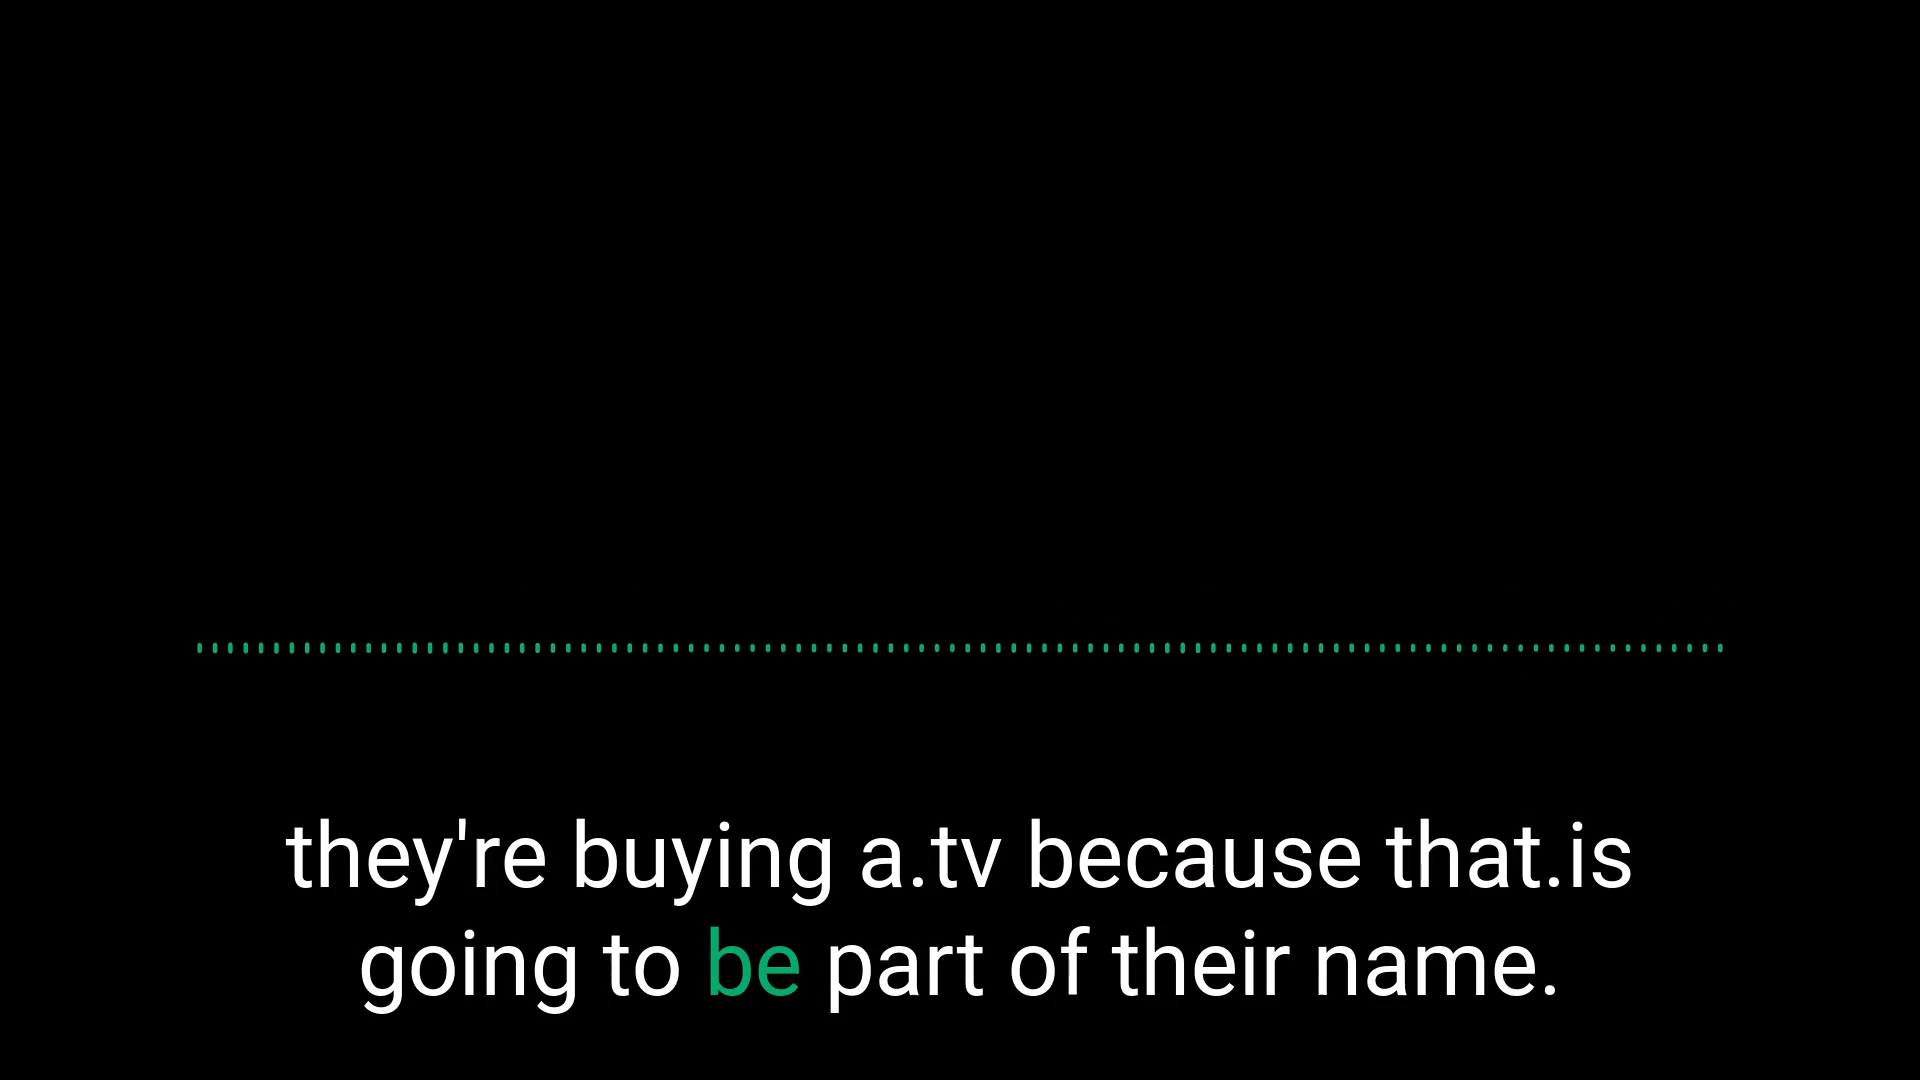 they're buying a.tv because that.is
going to be part of their name.